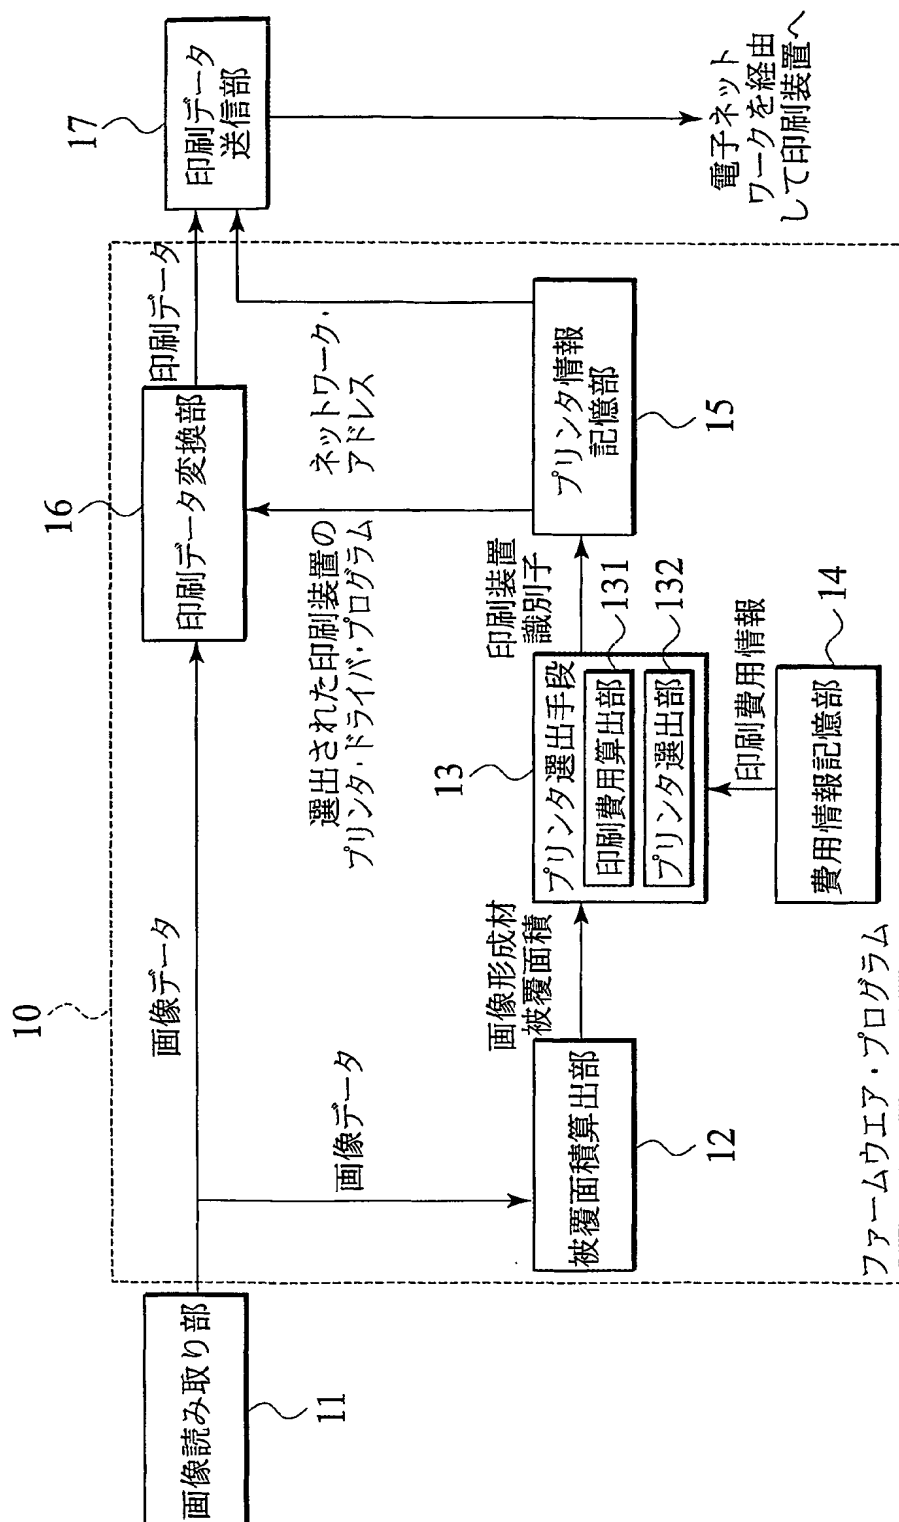 10
11
画像読み取り部
画像データ
画像データ
12
被覆面積算出部
画像形成材
被覆面積
13
プリンタ選出手段
印刷費用算出部
131
プリンタ選出部
132
印刷費用情報
14
費用情報記憶部
印刷装置
識別子
15
プリンタ情報
記憶部
選出された印刷装置の
プリンタ・ドライバ・プログラム
ネットワーク・
アドレス
16
印刷データ変換部
印刷データ
17
印刷データ
送信部
電子ネット
ワークを経由
して印刷装置へ
ファームウエア・プログラム